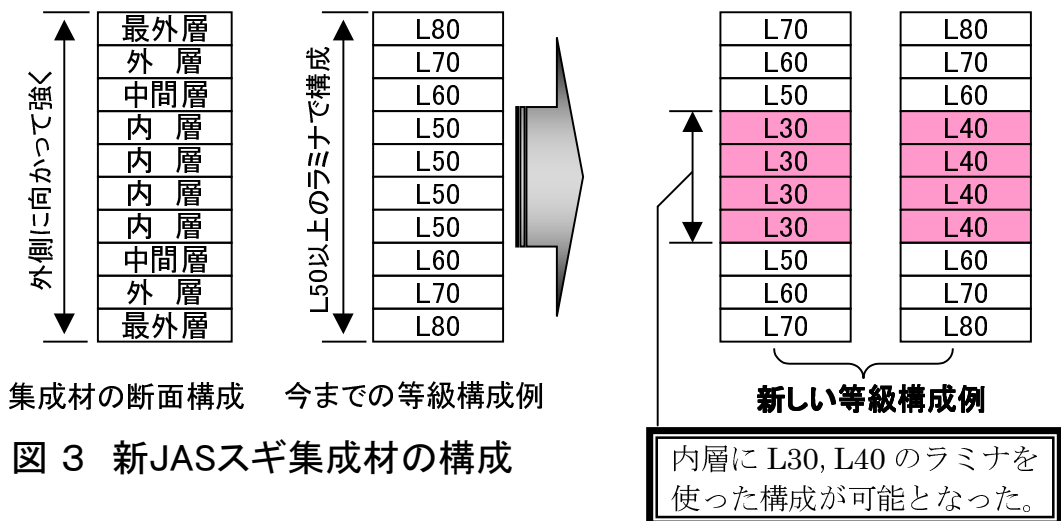 外側に向かって強く
最外層
外 層
中間層
内 層
内 層
内 層
内 層
中間層
外 層
最外層
集成材の断面構成
L50以上のラミナで構成
L80
L70
L60
L50
L50
L50
L50
L60
L70
L80
今までの等級構成例
L70
L60
L50
L30
L30
L30
L30
L50
L60
L70
L80
L70
L60
L40
L40
L40
L40
L60
L70
L80
新しい等級構成例
内層に L30, L40 のラミナを
使った構成が可能となった。
図 3 新JASスギ集成材の構成